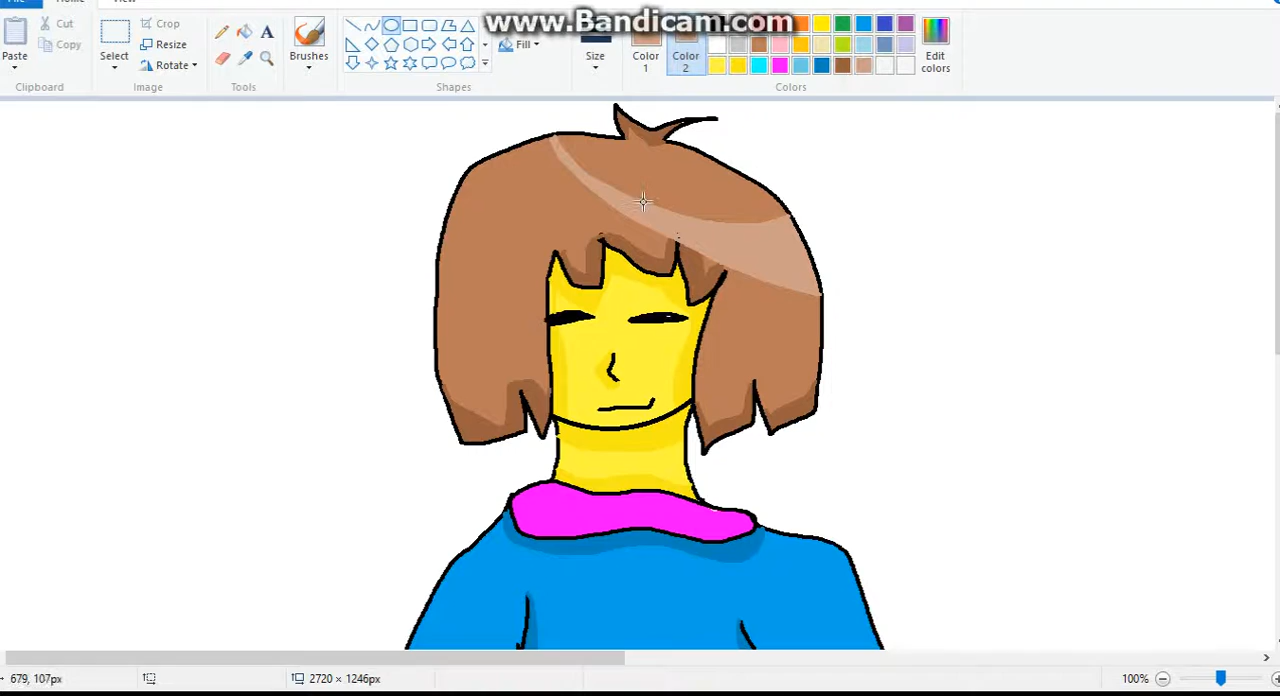 www.Bandicam.com
Cut
Copy
Paste
Clipboard
Select
Crop
Resize
Rotate
Image
A
Tools
Brushes
Fill
Shapes
Size
Color
1
Color
2
Colors
Edit
colors
679, 107px
2720 × 1246px
100%